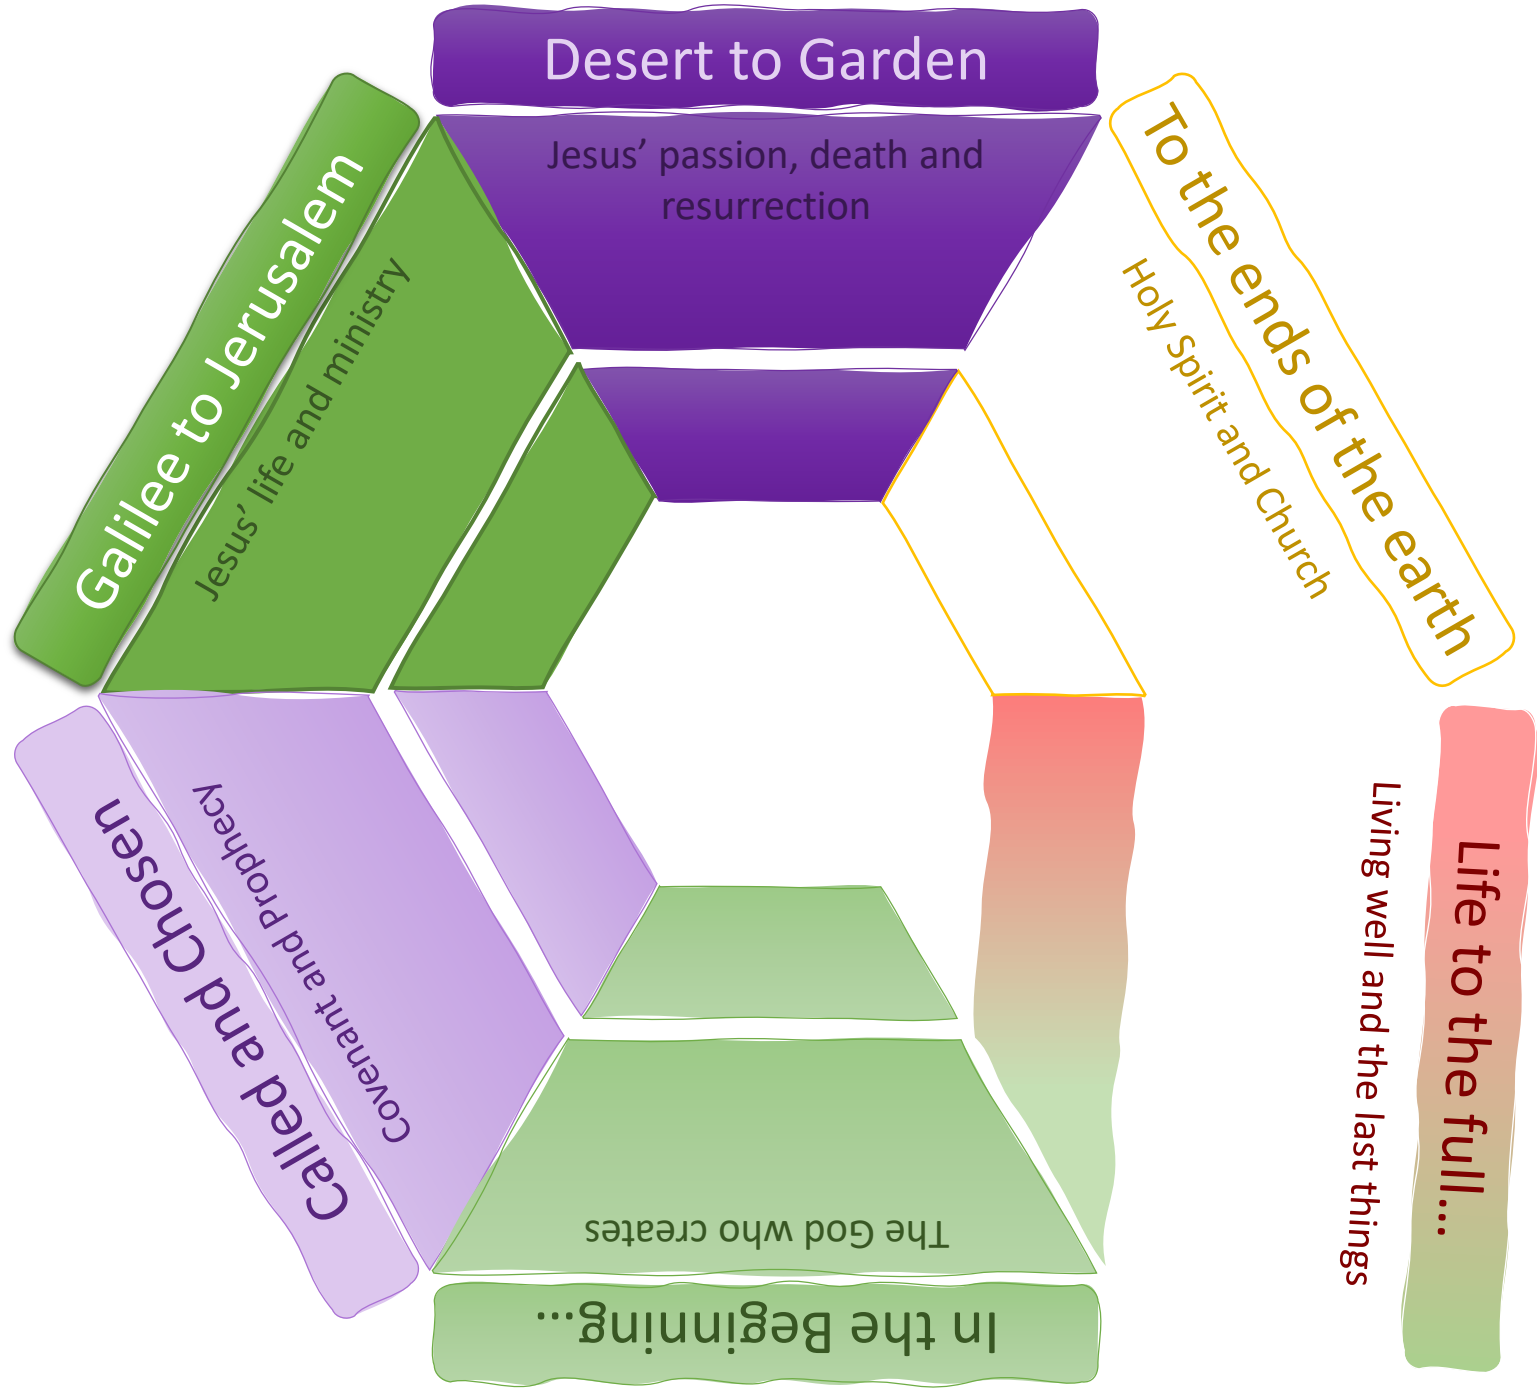 Desert to Garden
Jesus’ passion, death and
resurrection
To the ends of the earth
Holy Spirit and Church
Life to the full...
Living well and the last things
In the Beginning...
The God who creates
Called and Chosen
Covenant and Prophecy
Galilee to Jerusalem
Jesus’ life and ministry